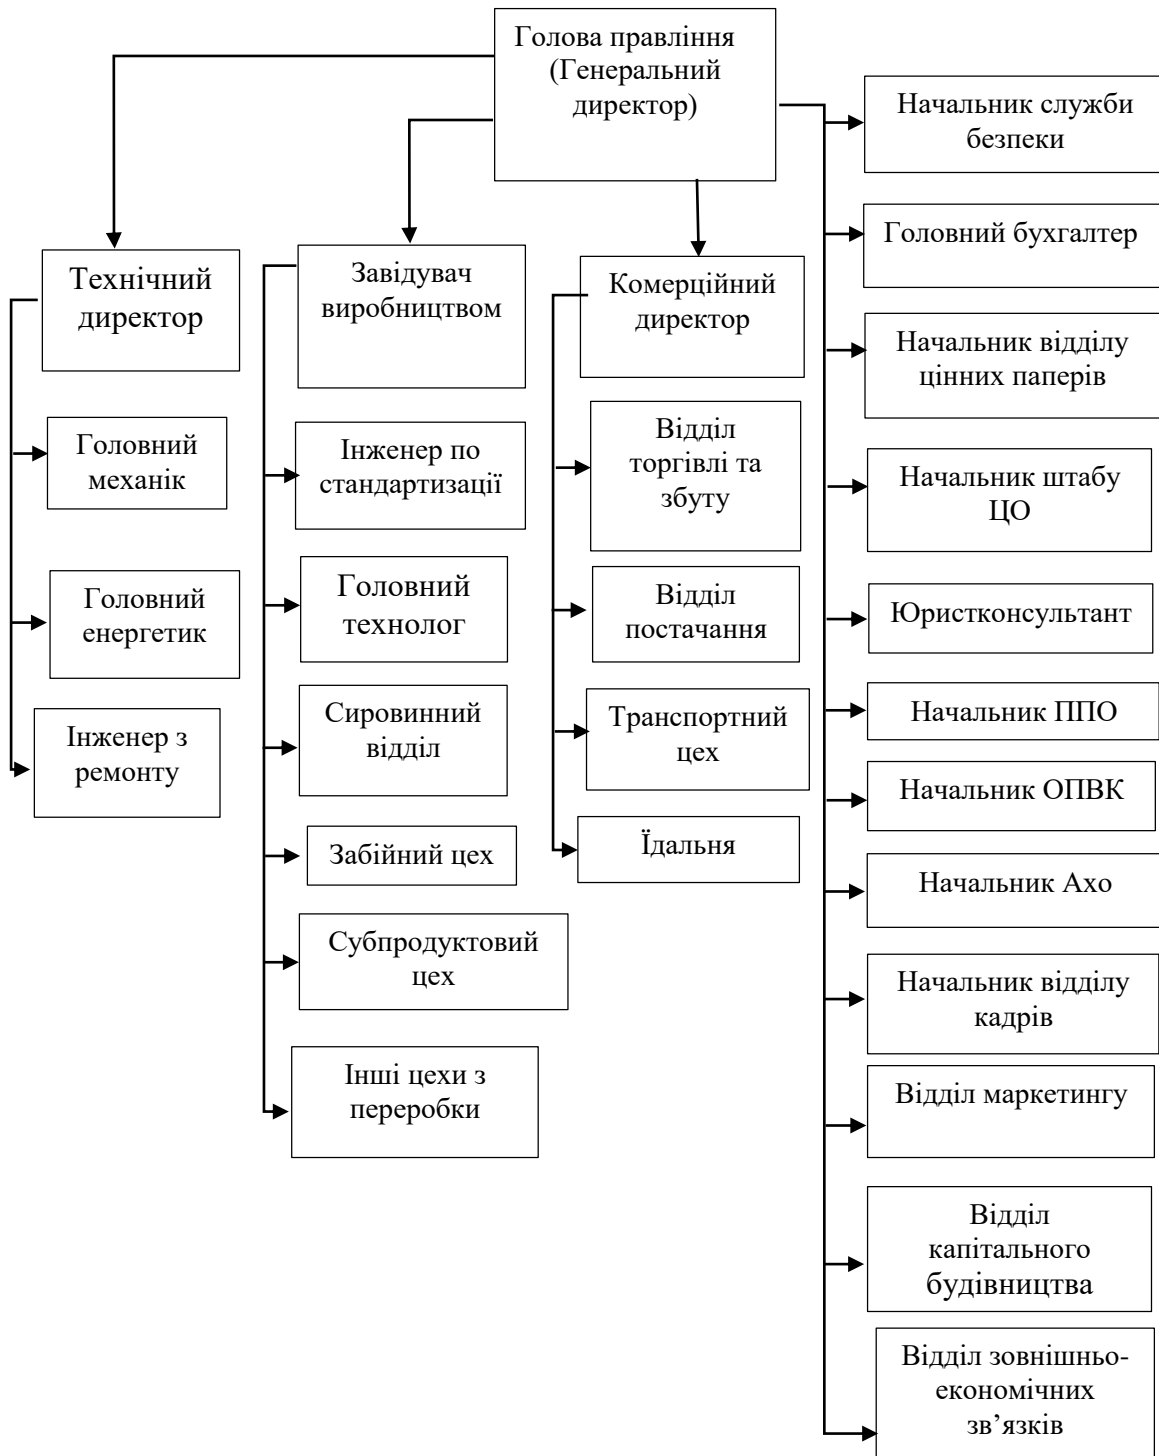 Голова правління
(Генеральний
директор)
Начальник служби
безпеки
Головний бухгалтер
Начальник відділу
цінних паперів
Начальник штабу
ЦО
Юристконсультант
Начальник ППО
Начальник ОПВК
Начальник Ахо
Начальник відділу
кадрів
Відділ маркетингу
Відділ
капітального
будівництва
Відділ зовнішньо-
економічних
зв’язків
Технічний
директор
Головний
механік
Головний
енергетик
Інженер з
ремонту
Завідувач
виробництвом
Інженер по
стандартизації
Головний
технолог
Сировинний
відділ
Забійний цех
Субпродуктовий
цех
Інші цехи з
переробки
Комерційний
директор
Відділ
торгівлі та
збуту
Відділ
постачання
Транспортний
цех
Їдальня